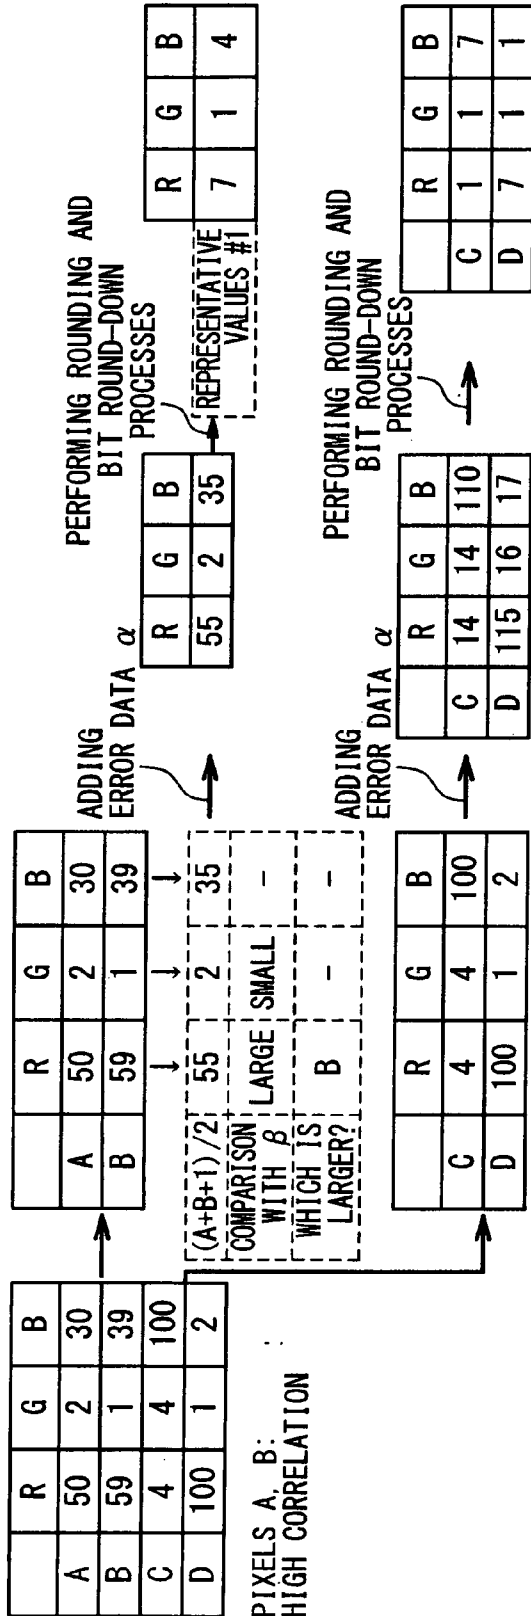 R G B
A 50 2 30
B 59 1 39
C 4 4 100
D 100 1 2
PIXELS A, B:
HIGH CORRELATION
R G B
A 50 2 30
B 59 1 39
↓ ↓ ↓
(A+B+1)/2 55 2 35
COMPARISON
WITH β LARGE SMALL -
WHICH IS
LARGER? B - -
ADDING
ERROR DATA α
R G B
55 2 35
PERFORMING ROUNDING AND
BIT ROUND-DOWN
PROCESSES
R G B
REPRESENTATIVE
VALUES #1 7 1 4
R G B
C 4 4 100
D 100 1 2
ADDING
ERROR DATA α
R G B
C 14 14 110
D 115 16 17
PERFORMING ROUNDING AND
BIT ROUND-DOWN
PROCESSES
R G B
C 1 1 7
D 7 1 1